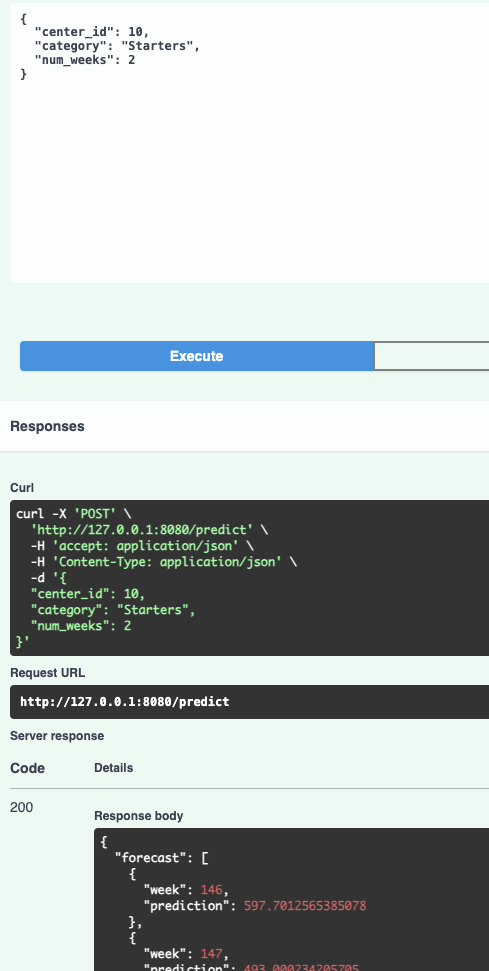 {
  "center_id": 10,
  "category": "Starters",
  "num_weeks": 2
}
Execute
Responses
Curl
curl -X 'POST' \
  'http://127.0.0.1:8080/predict' \
  -H 'accept: application/json' \
  -H 'Content-Type: application/json' \
  -d '{
  "center_id": 10,
  "category": "Starters",
  "num_weeks": 2
}'
Request URL
http://127.0.0.1:8080/predict
Server response
Code Details
200
Response body
{
  "forecast": [
    {
      "week": 146,
      "prediction": 597.7012565385078
    },
    {
      "week": 147,
      "prediction": 493.000234205705